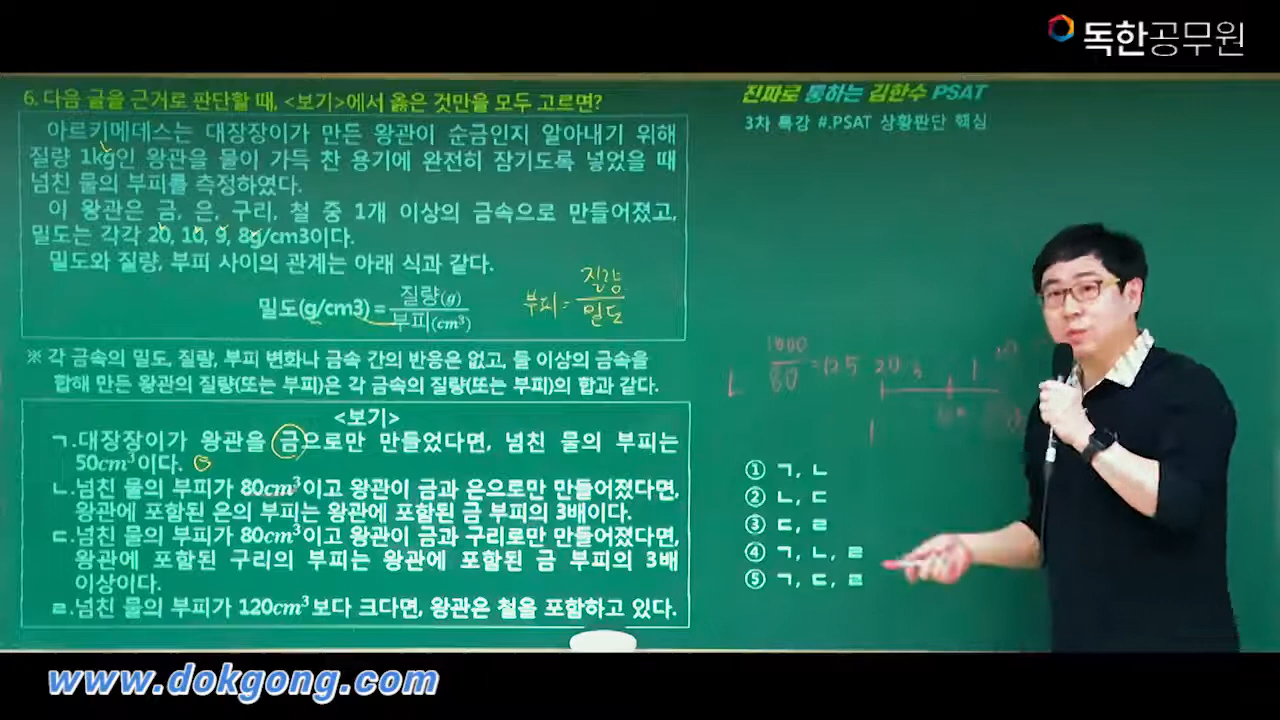 독한공무원
6. 다음 글을 근거로 판단할 때, <보기>에서 옳은 것만을 모두 고르면?
아르키메데스는 대장장이가 만든 왕관이 순금인지 알아내기 위해
질량 1kg인 왕관을 물이 가득 찬 용기에 완전히 잠기도록 넣었을 때
넘친 물의 부피를 측정하였다.
이 왕관은 금, 은, 구리, 철 중 1개 이상의 금속으로 만들어졌고,
밀도는 각각 20, 10, 9, 8g/cm3이다.
밀도와 질량, 부피 사이의 관계는 아래 식과 같다.
밀도(g/cm3) = 질량(g) / 부피(cm³)
부피 = 질량 / 밀도
※ 각 금속의 밀도, 질량, 부피 변화나 금속 간의 반응은 없고, 둘 이상의 금속을
합해 만든 왕관의 질량(또는 부피)은 각 금속의 질량(또는 부피)의 합과 같다.
<보기>
ㄱ.대장장이가 왕관을 금으로만 만들었다면, 넘친 물의 부피는
50cm³이다.
ㄴ.넘친 물의 부피가 80cm³이고 왕관이 금과 은으로만 만들어졌다면,
왕관에 포함된 은의 부피는 왕관에 포함된 금 부피의 3배이다.
ㄷ.넘친 물의 부피가 80cm³이고 왕관이 금과 구리로만 만들어졌다면,
왕관에 포함된 구리의 부피는 왕관에 포함된 금 부피의 3배
이상이다.
ㄹ.넘친 물의 부피가 120cm³보다 크다면, 왕관은 철을 포함하고 있다.
진짜로 통하는 김한수 PSAT
3차 특강 #.PSAT 상황판단 핵심
1000 / 80 = 12.5 20 3 1
① ㄱ, ㄴ
② ㄴ, ㄷ
③ ㄷ, ㄹ
④ ㄱ, ㄴ, ㄹ
⑤ ㄱ, ㄷ, ㄹ
www.dokgong.com